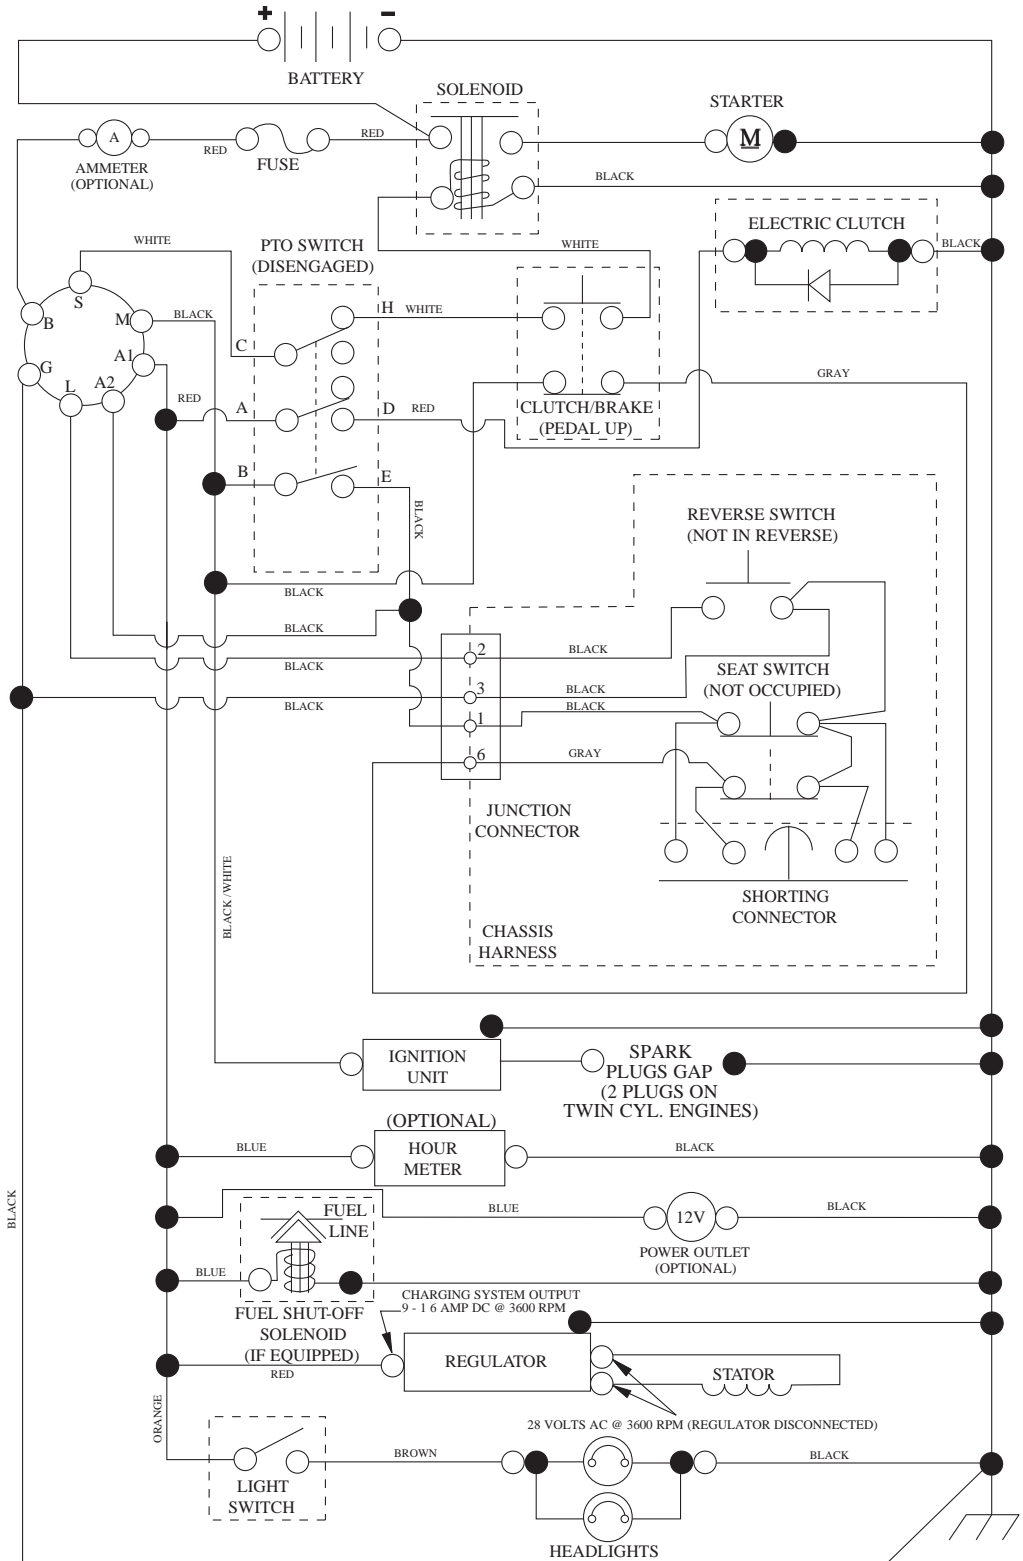 + −
BATTERY
SOLENOID
STARTER
A
RED
FUSE
RED
M
AMMETER
(OPTIONAL)
BLACK
ELECTRIC CLUTCH
BLACK
WHITE
PTO SWITCH
(DISENGAGED)
WHITE
S
B
M
BLACK
H
WHITE
C
G
A1
GRAY
L
A2
RED
A
D
RED
CLUTCH/BRAKE
(PEDAL UP)
B
E
BLACK
REVERSE SWITCH
(NOT IN REVERSE)
BLACK
BLACK
2
BLACK
BLACK
SEAT SWITCH
(NOT OCCUPIED)
3
BLACK
BLACK
BLACK
1
6
GRAY
JUNCTION
CONNECTOR
BLACK/WHITE
SHORTING
CONNECTOR
CHASSIS
HARNESS
IGNITION
UNIT
SPARK
PLUGS GAP
(2 PLUGS ON
TWIN CYL. ENGINES)
(OPTIONAL)
HOUR
METER
BLUE
BLACK
BLACK
FUEL
LINE
BLUE
12V
BLACK
POWER OUTLET
(OPTIONAL)
BLUE
FUEL SHUT-OFF
SOLENOID
(IF EQUIPPED)
CHARGING SYSTEM OUTPUT
9 - 1 6 AMP DC @ 3600 RPM
REGULATOR
RED
STATOR
28 VOLTS AC @ 3600 RPM (REGULATOR DISCONNECTED)
ORANGE
BROWN
BLACK
LIGHT
SWITCH
HEADLIGHTS